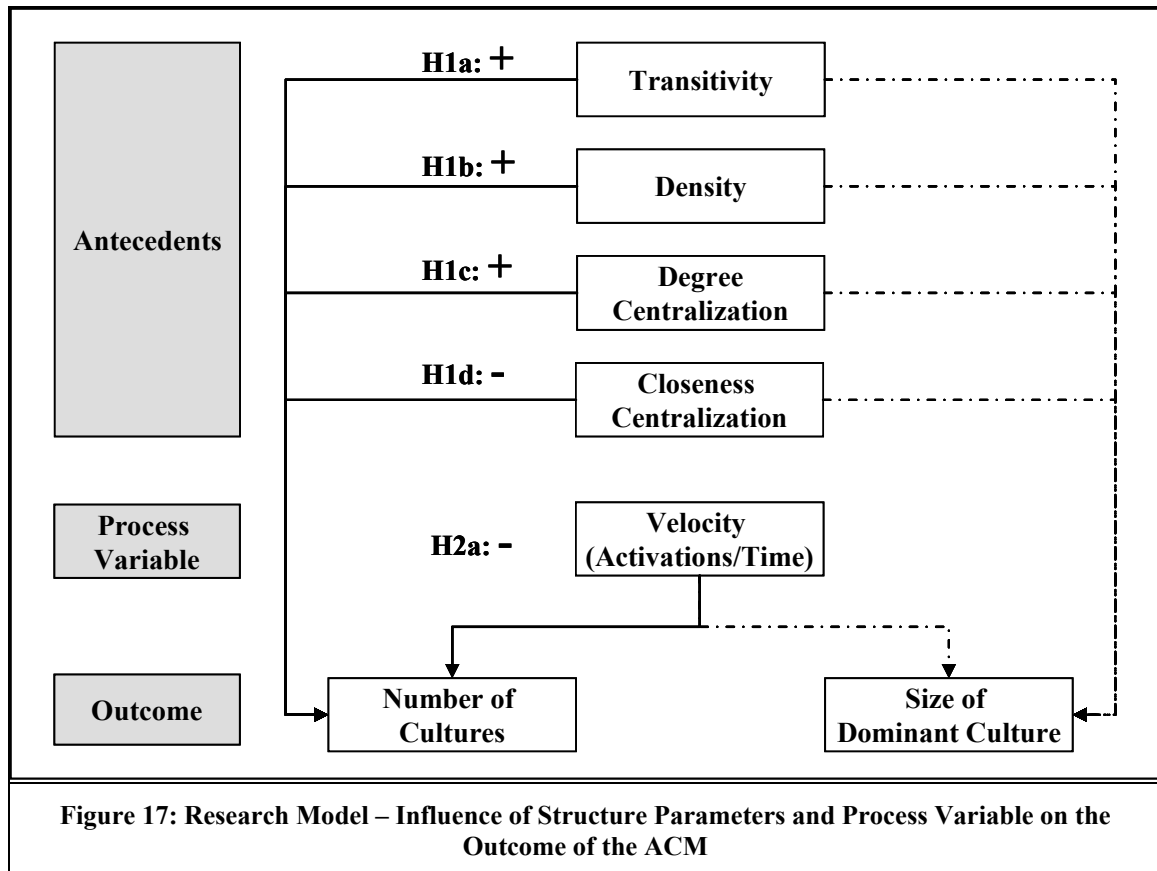 H1a: +
Transitivity
H1b: +
Density
Antecedents
H1c: +
Degree
Centralization
H1d: -
Closeness
Centralization
Process
Variable
H2a: -
Velocity
(Activations/Time)
Outcome
Number of
Cultures
Size of
Dominant Culture
Figure 17: Research Model – Influence of Structure Parameters and Process Variable on the
Outcome of the ACM